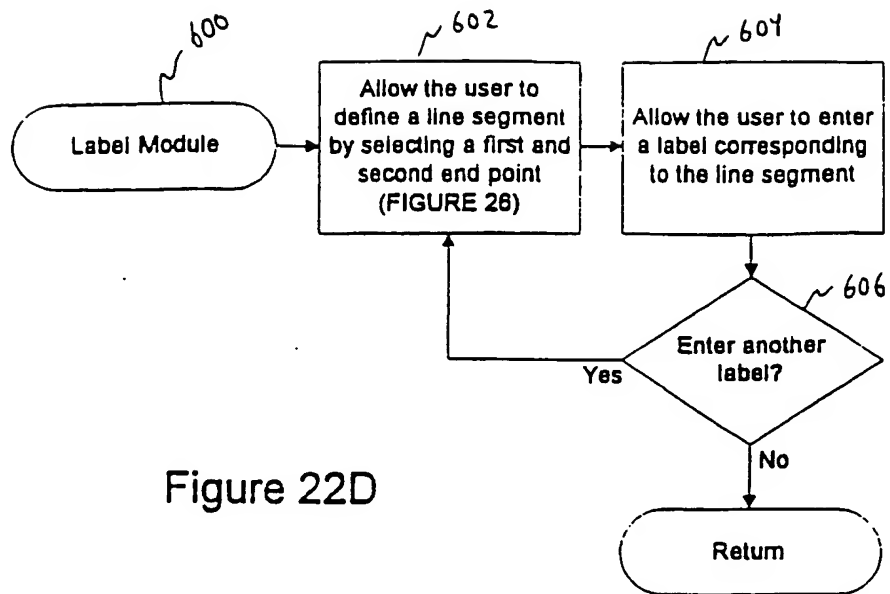 600
602
604
Label Module
Allow the user to
define a line segment
by selecting a first and
second end point
(FIGURE 26)
Allow the user to enter
a label corresponding
to the line segment
606
Enter another
label?
Yes
No
Return
Figure 22D